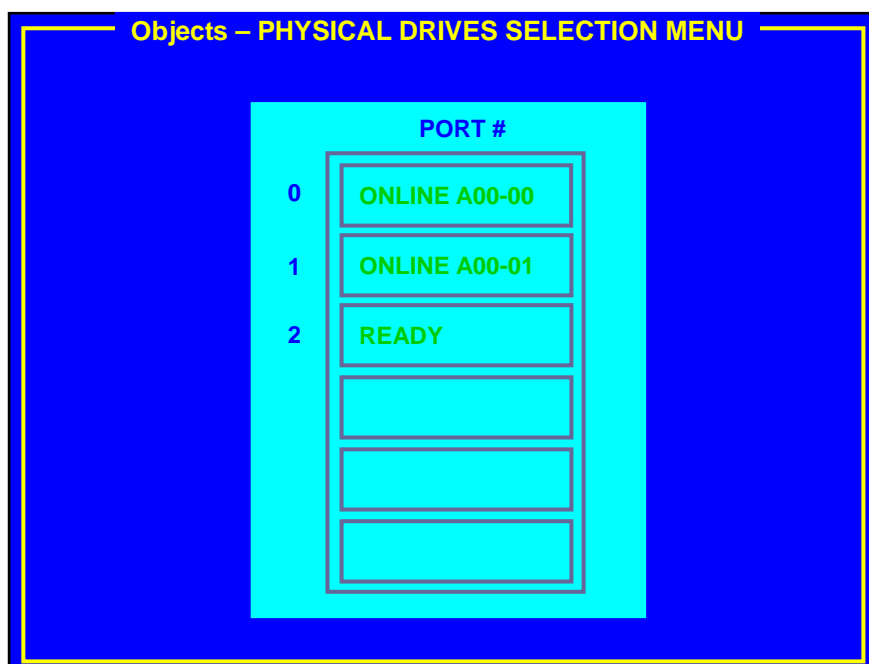 Objects – PHYSICAL DRIVES SELECTION MENU
PORT #
0 ONLINE A00-00
1 ONLINE A00-01
2 READY